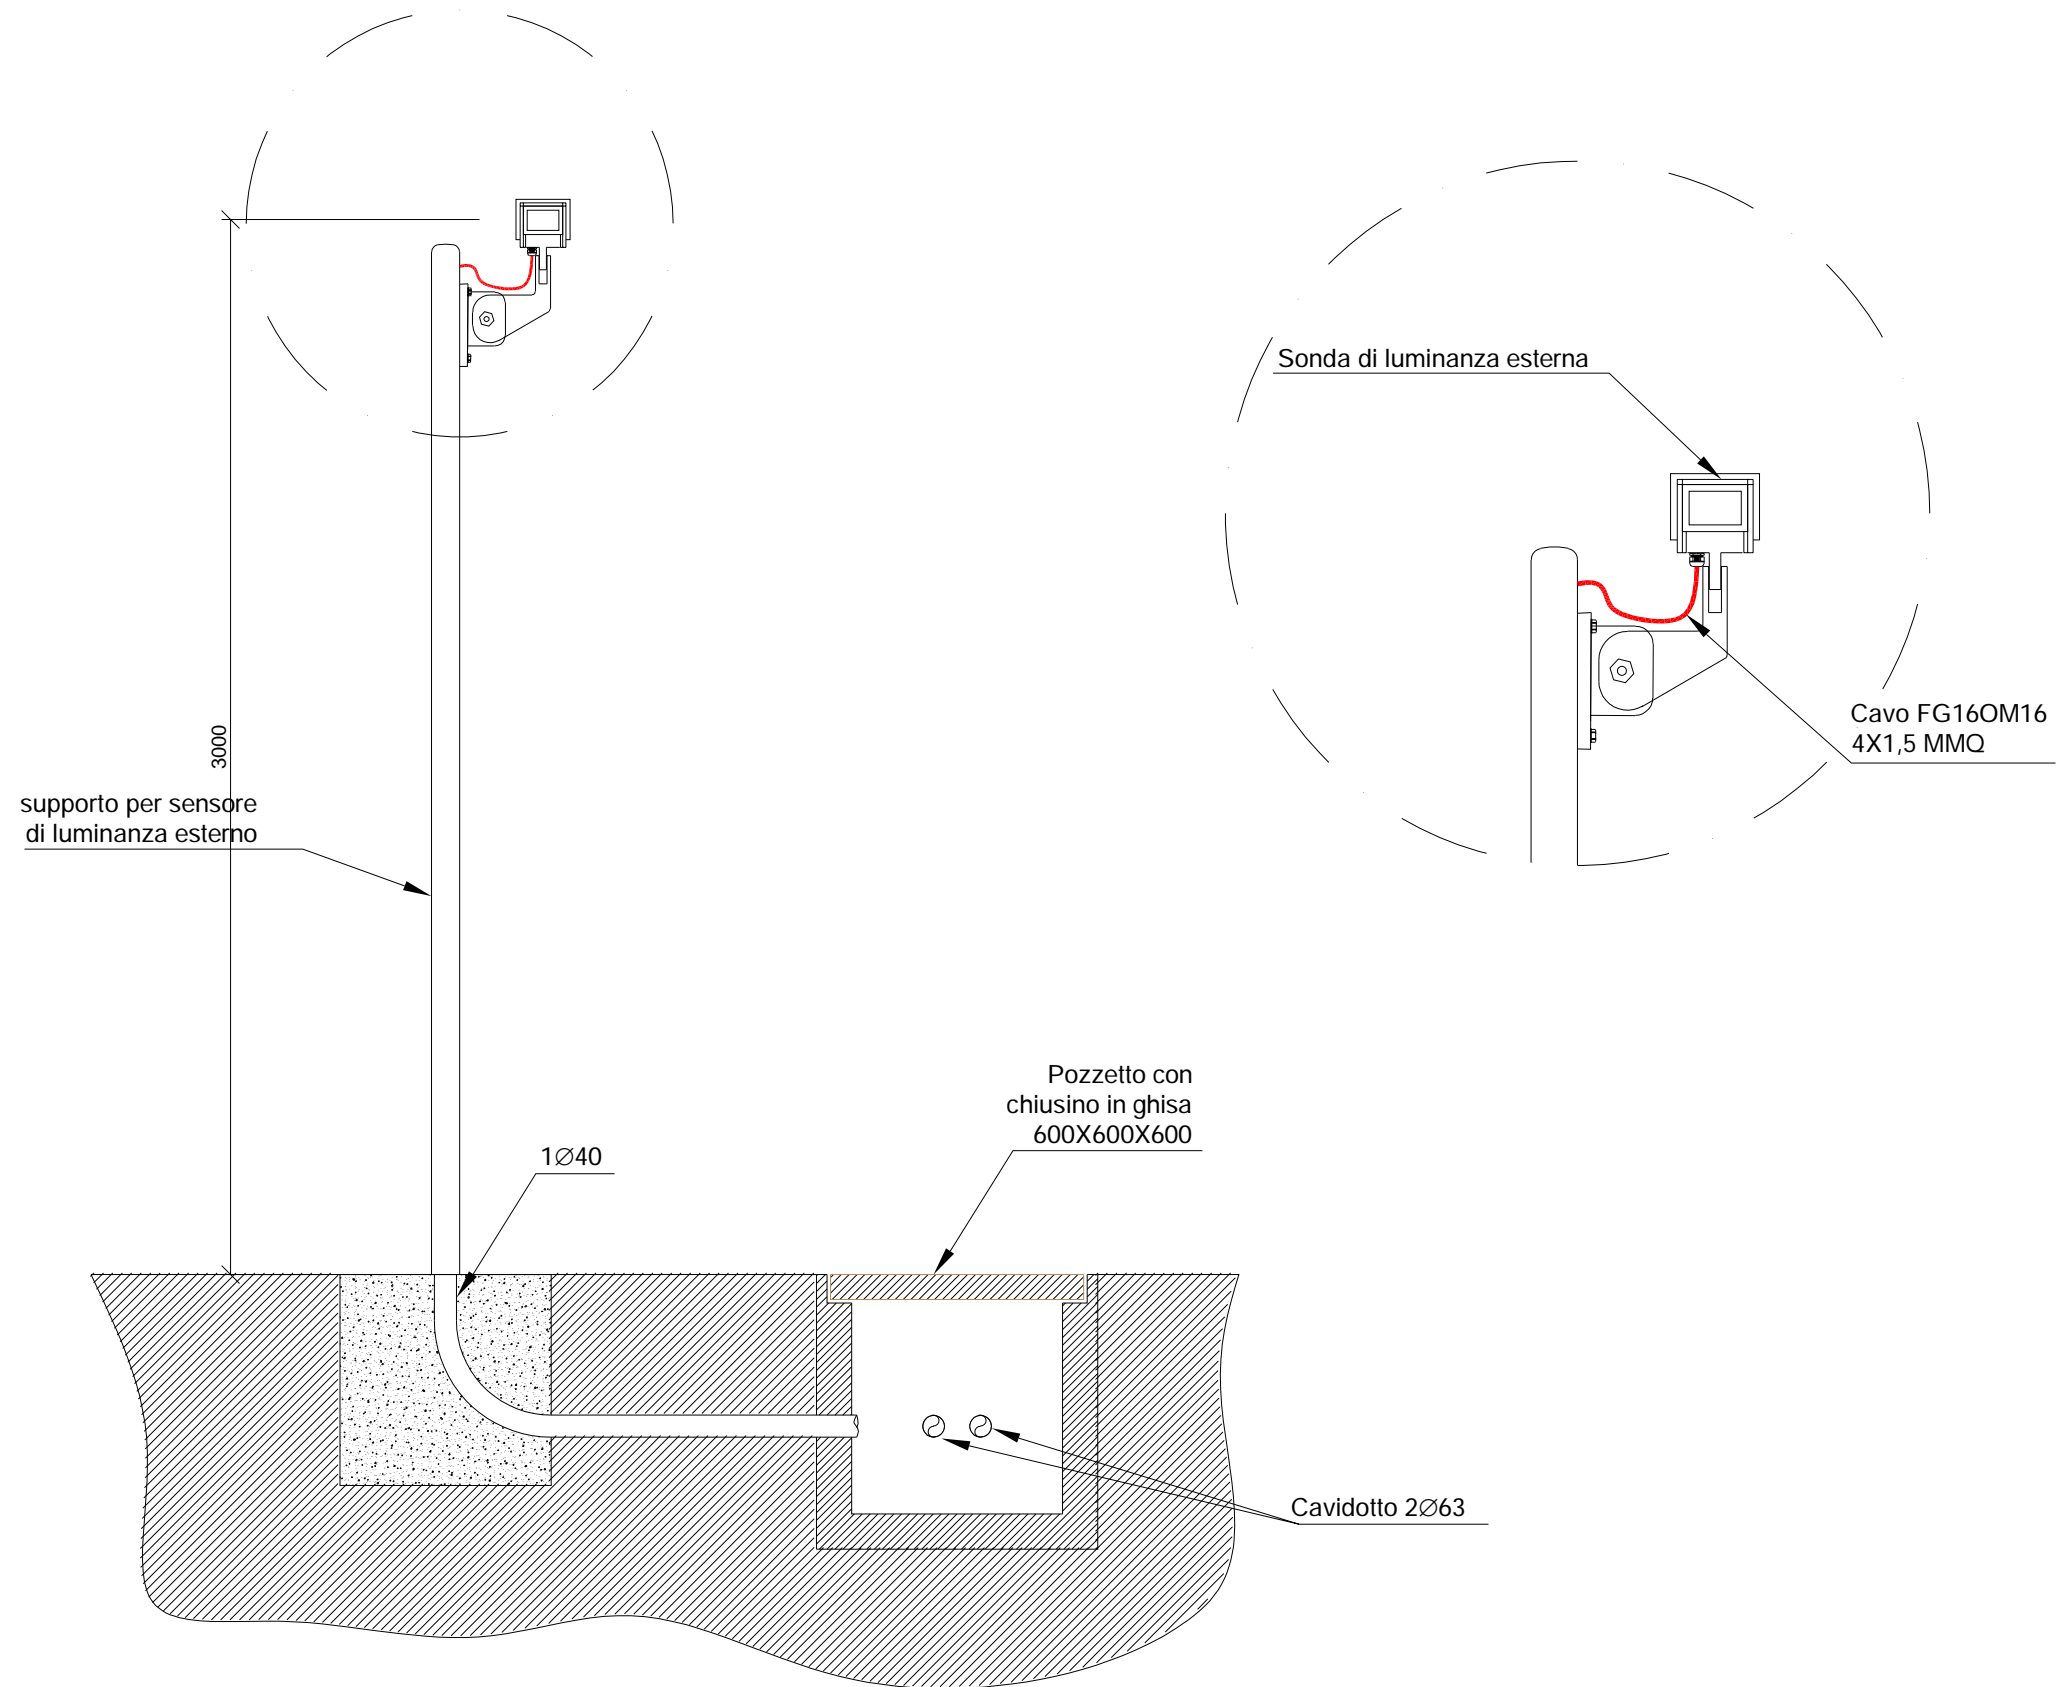 Sonda di luminanza esterna
Cavo FG16OM16
4X1,5 MMQ
3000
supporto per sensore
di luminanza esterno
Pozzetto con
chiusino in ghisa
600X600X600
1∅40
Cavidotto 2∅63